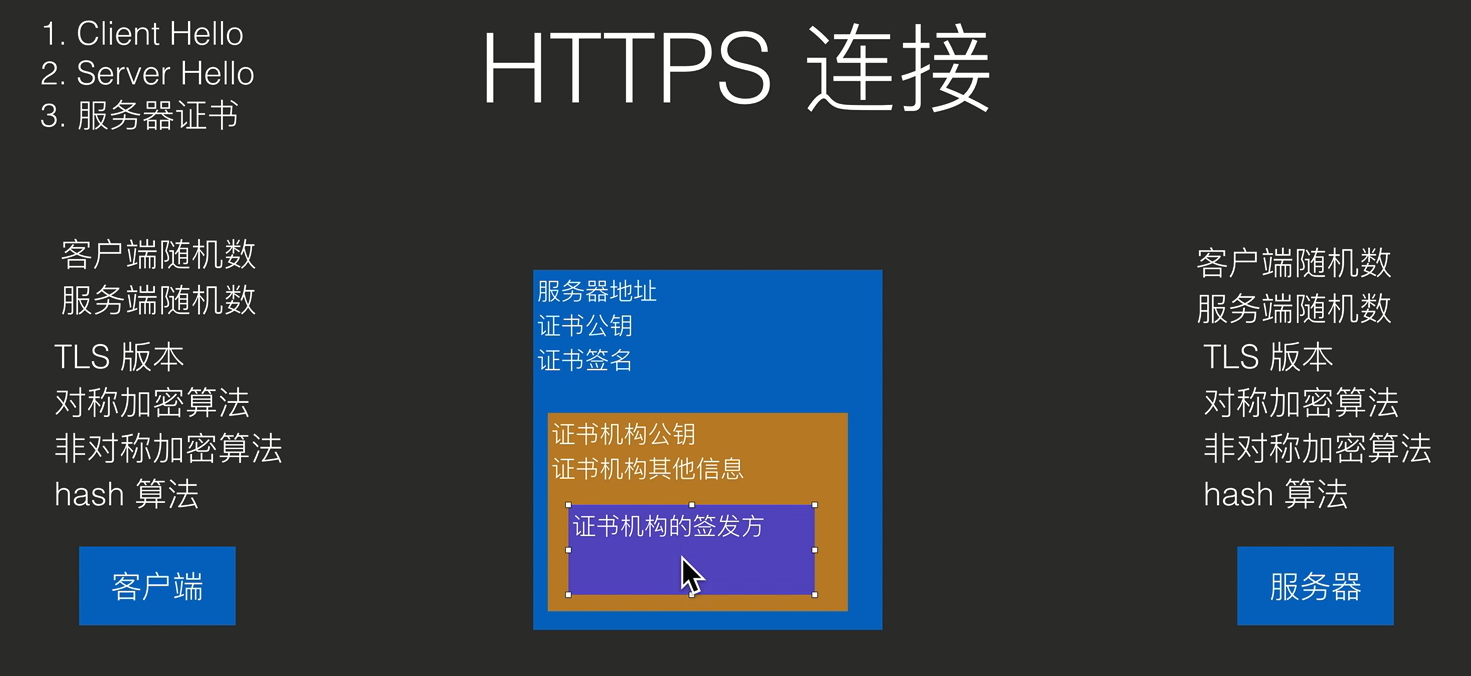 1. Client Hello
2. Server Hello
3. 服务器证书
HTTPS 连接
客户端随机数
服务端随机数
TLS 版本
对称加密算法
非对称加密算法
hash 算法
客户端
服务器地址
证书公钥
证书签名
证书机构公钥
证书机构其他信息
证书机构的签发方
客户端随机数
服务端随机数
TLS 版本
对称加密算法
非对称加密算法
hash 算法
服务器